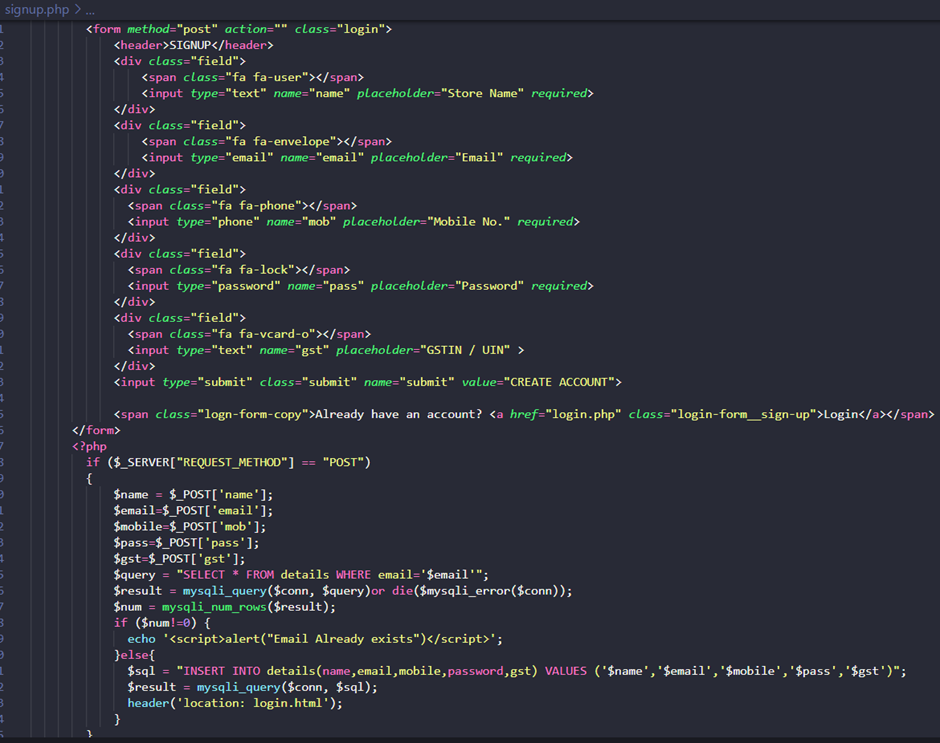 signup.php > ...
<form method="post" action="" class="login">
<header>SIGNUP</header>
<div class="field">
<span class="fa fa-user"></span>
<input type="text" name="name" placeholder="Store Name" required>
</div>
<div class="field">
<span class="fa fa-envelope"></span>
<input type="email" name="email" placeholder="Email" required>
</div>
<div class="field">
<span class="fa fa-phone"></span>
<input type="phone" name="mob" placeholder="Mobile No." required>
</div>
<div class="field">
<span class="fa fa-lock"></span>
<input type="password" name="pass" placeholder="Password" required>
</div>
<div class="field">
<span class="fa fa-vcard-o"></span>
<input type="text" name="gst" placeholder="GSTIN / UIN" >
</div>
<input type="submit" class="submit" name="submit" value="CREATE ACCOUNT">
<span class="logn-form-copy">Already have an account? <a href="login.php" class="login-form__sign-up">Login</a></span>
</form>
<?php
if ($_SERVER["REQUEST_METHOD"] == "POST")
{
$name = $_POST['name'];
$email=$_POST['email'];
$mobile=$_POST['mob'];
$pass=$_POST['pass'];
$gst=$_POST['gst'];
$query = "SELECT * FROM details WHERE email='$email'";
$result = mysqli_query($conn, $query)or die($mysqli_error($conn));
$num = mysqli_num_rows($result);
if ($num!=0) {
echo '<script>alert("Email Already exists")</script>';
}else{
$sql = "INSERT INTO details(name,email,mobile,password,gst) VALUES ('$name','$email','$mobile','$pass','$gst')";
$result = mysqli_query($conn, $sql);
header('location: login.html');
}
}